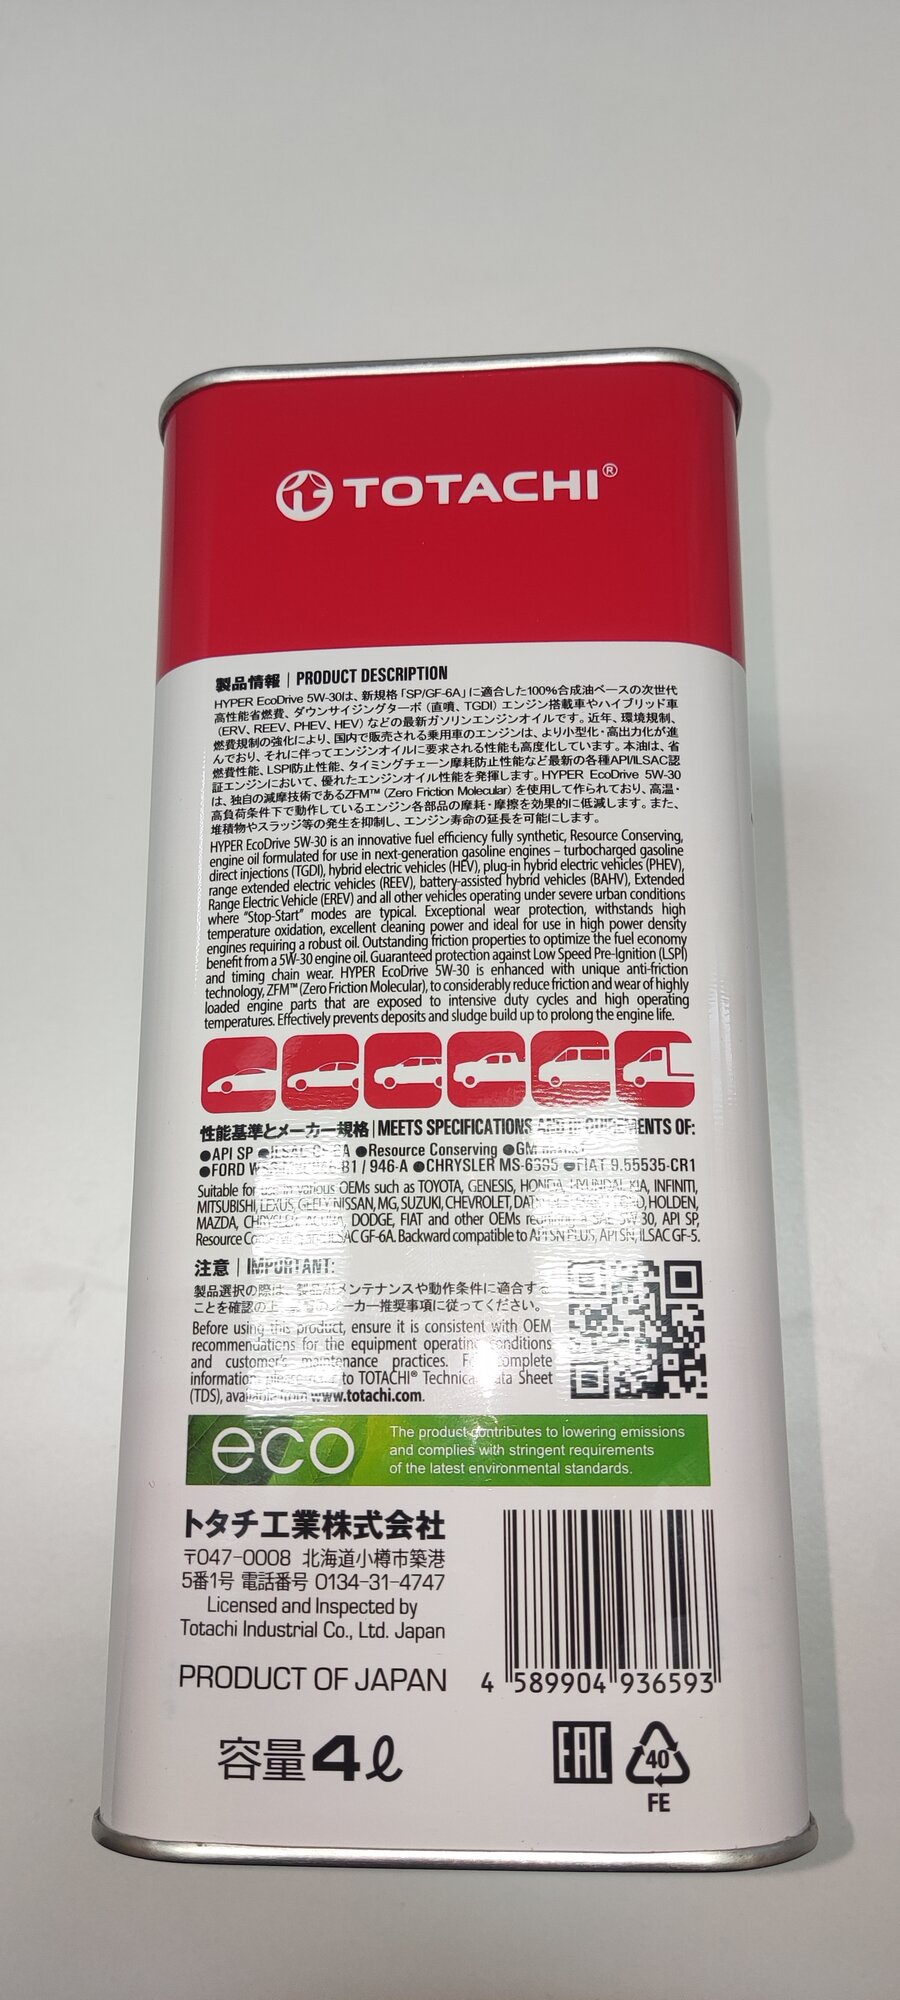 TOTACHI®
製品情報 | PRODUCT DESCRIPTION
HYPER EcoDrive 5W-30は、新規格「SP/GF-6A」に適合した100%合成油ベースの次世代
高性能省燃費、ダウンサイジングターボ（直噴、TGDI）エンジン搭載車やハイブリッド車
（ERV、REEV、PHEV、HEV）などの最新ガソリンエンジンオイルです。近年、環境規制、
燃費規制の強化により、国内で販売される乗用車のエンジンは、より小型化・高出力化が進
んでおり、それに伴ってエンジンオイルに要求される性能も高度化しています。本油は、省
燃費性能、LSPI防止性能、タイミングチェーン摩耗防止性能など最新の各種API/ILSAC認
証エンジンにおいて、優れたエンジンオイル性能を発揮します。HYPER EcoDrive 5W-30
は、独自の減摩技術であるZFM™（Zero Friction Molecular）を使用して作られており、高温・
高負荷条件下で動作しているエンジン各部品の摩耗・摩擦を効果的に低減します。また、
堆積物やスラッジ等の発生を抑制し、エンジン寿命の延長を可能にします。
HYPER EcoDrive 5W-30 is an innovative fuel efficiency fully synthetic, Resource Conserving,
engine oil formulated for use in next-generation gasoline engines – turbocharged gasoline
direct injections (TGDI), hybrid electric vehicles (HEV), plug-in hybrid electric vehicles (PHEV),
range extended electric vehicles (REEV), battery-assisted hybrid vehicles (BAHV), Extended
Range Electric Vehicle (EREV) and all other vehicles operating under severe urban conditions
where "Stop-Start" modes are typical. Exceptional wear protection, withstands high
temperature oxidation, excellent cleaning power and ideal for use in high power density
engines requiring a robust oil. Outstanding friction properties to optimize the fuel economy
benefit from a 5W-30 engine oil. Guaranteed protection against Low Speed Pre-Ignition (LSPI)
and timing chain wear. HYPER EcoDrive 5W-30 is enhanced with unique anti-friction
technology, ZFM™ (Zero Friction Molecular), to considerably reduce friction and wear of highly
loaded engine parts that are exposed to intensive duty cycles and high operating
temperatures. Effectively prevents deposits and sludge build up to prolong the engine life.
性能基準とメーカー規格 | MEETS SPECIFICATIONS AND REQUIREMENTS OF:
●API SP ●ILSAC GF-6A ●Resource Conserving ●GM
●FORD / 946-A ●CHRYSLER MS-6395 ●FIAT 9.55535-CR1
Suitable for use in various OEMs such as TOYOTA, GENESIS, HONDA, HYUNDAI, KIA, INFINITI,
MITSUBISHI, LEXUS, GEELY NISSAN, MG, SUZUKI, CHEVROLET, HOLDEN,
MAZDA, CHRYSLER, ACURA, DODGE, FIAT and other OEMs requiring a SAE 5W-30, API SP,
Resource ILSAC GF-6A. Backward compatible to API SN PLUS, API SN, ILSAC GF-5.
注意 | IMPORTANT:
製品選択の際は、製品がメンテナンスや動作条件に適合する
ことを確認の上、メーカー推奨事項に従ってください。
Before using this product, ensure it is consistent with OEM
recommendations for the equipment operating conditions
and customer's maintenance practices. For complete
information please refer to TOTACHI® Technical Data Sheet
(TDS), available from www.totachi.com.
eco
The product contributes to lowering emissions
and complies with stringent requirements
of the latest environmental standards.
トタチ工業株式会社
〒047-0008 北海道小樽市築港
5番1号 電話番号 0134-31-4747
Licensed and Inspected by
Totachi Industrial Co., Ltd. Japan
PRODUCT OF JAPAN
4 589904 936593
容量4ℓ
EAC
40
FE